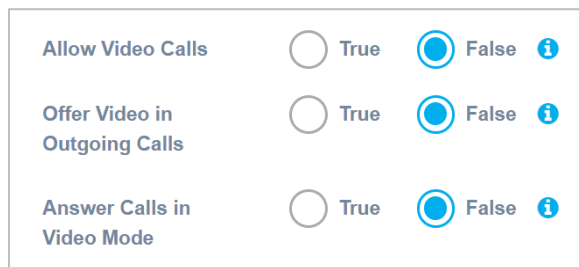 Allow Video Calls True False
Offer Video in
Outgoing Calls True False
Answer Calls in
Video Mode True False